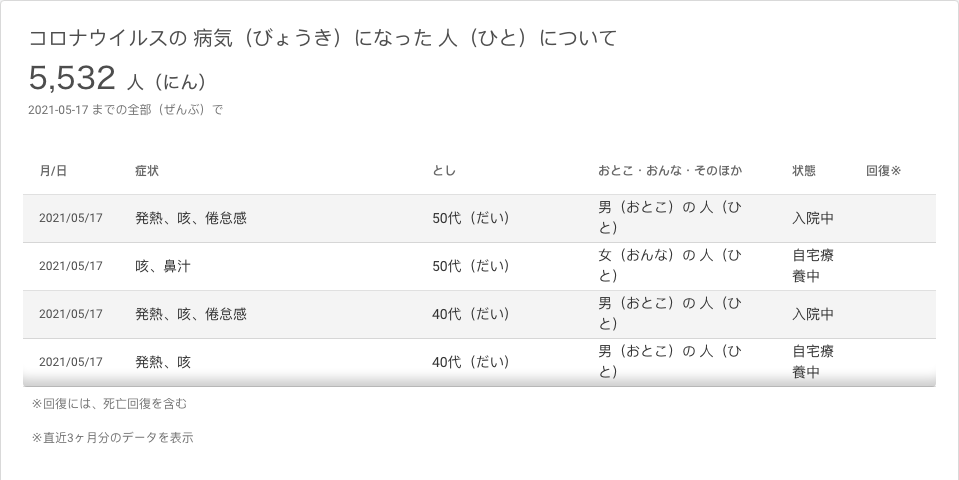 コロナウイルスの 病気（びょうき）になった 人（ひと）について
5,532 人（にん）
2021-05-17 までの全部（ぜんぶ）で
月/日 症状 とし おとこ・おんな・そのほか 状態 回復※
2021/05/17 発熱、咳、倦怠感 50代（だい） 男（おとこ）の 人（ひ 入院中
と）
2021/05/17 咳、鼻汁 50代（だい） 女（おんな）の 人（ひ 自宅療
と） 養中
2021/05/17 発熱、咳、倦怠感 40代（だい） 男（おとこ）の 人（ひ 入院中
と）
2021/05/17 発熱、咳 40代（だい） 男（おとこ）の 人（ひ 自宅療
と） 養中
※回復には、死亡回復を含む
※直近3ヶ月分のデータを表示